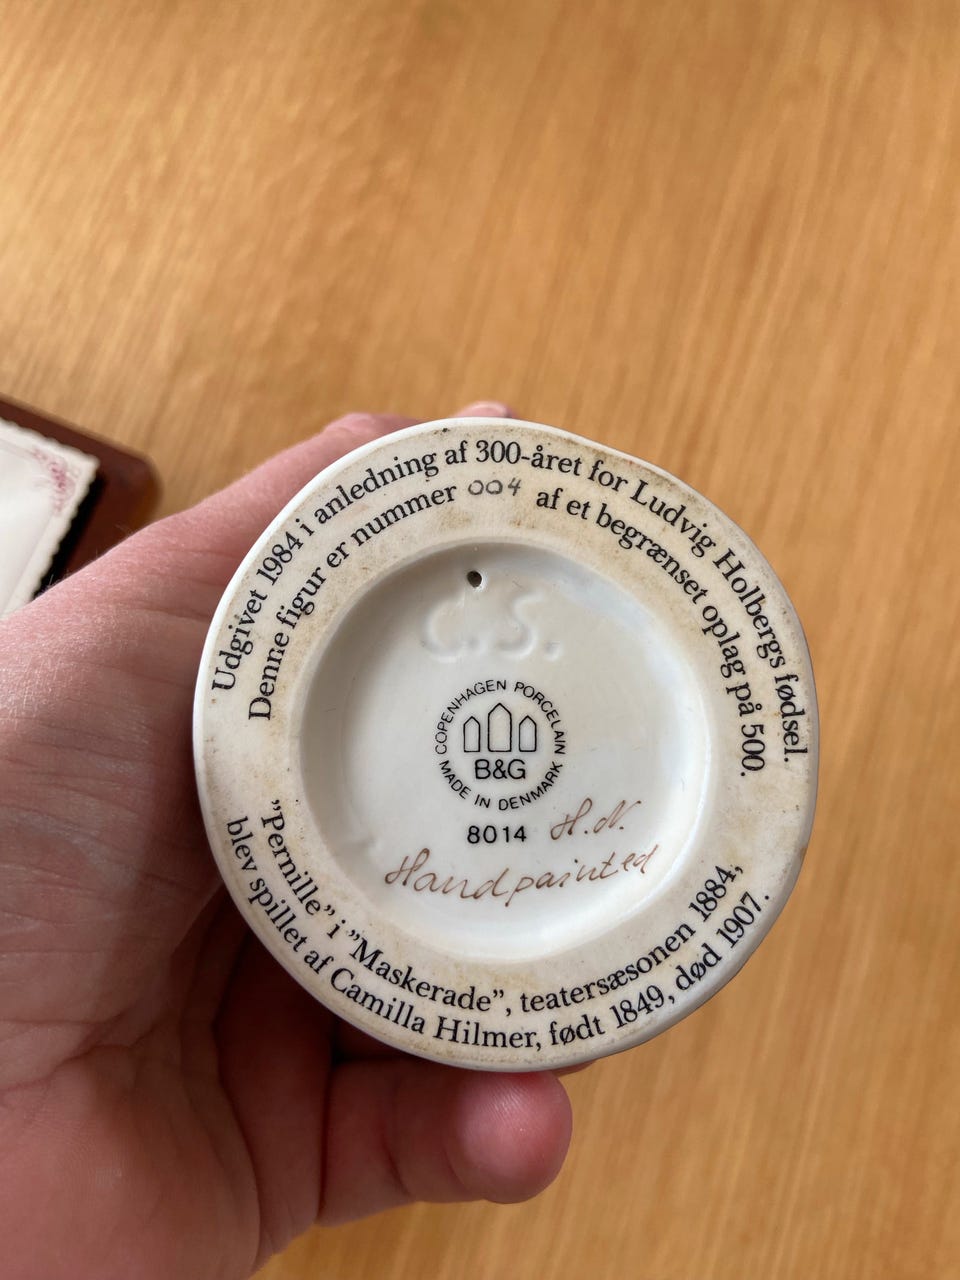 Udgivet 1984 i anledning af 300-året for Ludvig Holbergs fødsel.
Denne figur er nummer 004 af et begrænset oplag på 500.
C.S.
COPENHAGEN PORCELAIN
B&G
MADE IN DENMARK
8014 H.N.
Handpainted
”Pernille” i ”Maskerade”, teatersæsonen 1884,
blev spillet af Camilla Hilmer, født 1849, død 1907.